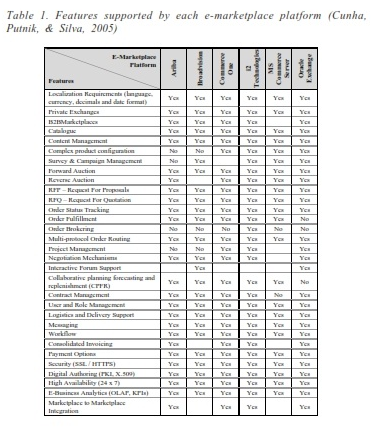 Table 1. Features supported by each e-marketplace platform (Cunha,
Putnik, & Silva, 2005)
E-Marketplace
Platform
Features
Ariba
Broadvision
Commerce
One
i2
Technologies
MS
Commerce
Server
Oracle
Exchange
Localization Requirements (language,
currency, decimals and date format) Yes Yes Yes Yes Yes Yes
Private Exchanges Yes Yes Yes Yes Yes Yes
B2BMarketplaces Yes Yes Yes Yes Yes
Catalogue Yes Yes Yes Yes Yes Yes
Content Management Yes Yes Yes Yes Yes Yes
Complex product configuration No No Yes Yes Yes Yes
Survey & Campaign Management No Yes Yes Yes Yes
Forward Auction Yes Yes Yes Yes Yes Yes
Reverse Auction Yes Yes Yes Yes Yes
RFP – Request For Proposals Yes Yes Yes Yes Yes Yes
RFQ – Request For Quotation Yes Yes Yes Yes Yes Yes
Order Status Tracking Yes Yes Yes Yes Yes Yes
Order Fulfillment Yes Yes Yes Yes Yes No
Order Brokering No No No Yes No No
Multi-protocol Order Routing Yes Yes Yes Yes Yes Yes
Project Management No No Yes Yes Yes
Negotiation Mechanisms Yes Yes Yes Yes Yes
Interactive Forum Support Yes Yes
Collaborative planning forecasting and
replenishment (CPFR) Yes Yes Yes Yes Yes No
Contract Management Yes Yes Yes Yes No Yes
User and Role Management Yes Yes Yes Yes Yes Yes
Logistics and Delivery Support Yes Yes Yes Yes Yes Yes
Messaging Yes Yes Yes Yes Yes Yes
Workflow Yes Yes Yes Yes Yes Yes
Consolidated Invoicing Yes Yes Yes Yes
Payment Options Yes Yes Yes Yes Yes Yes
Security (SSL / HTTPS) Yes Yes Yes Yes Yes Yes
Digital Authoring (PKI, X.509) Yes Yes Yes Yes Yes Yes
High Availability (24 x 7) Yes Yes Yes Yes Yes Yes
E-Business Analytics (OLAP, KPIs) Yes Yes Yes Yes Yes Yes
Marketplace to Marketplace
Integration Yes Yes Yes Yes